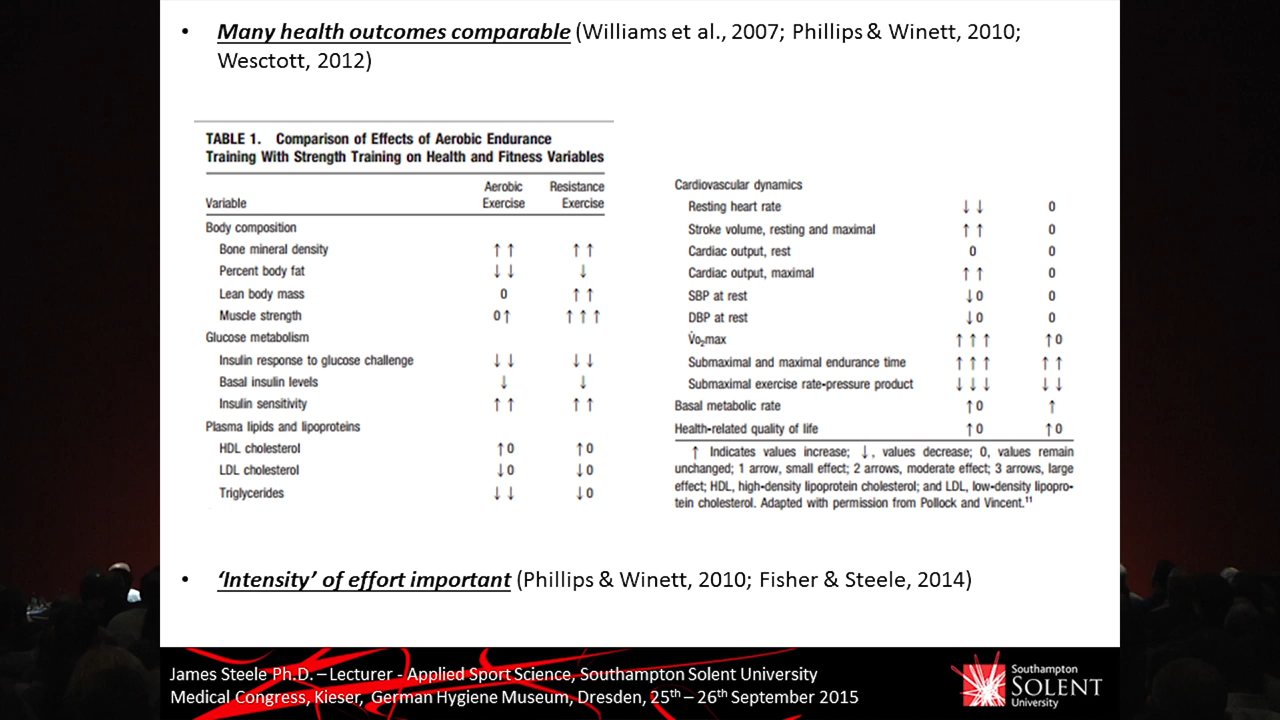 • Many health outcomes comparable (Williams et al., 2007; Phillips & Winett, 2010;
Wesctott, 2012)
TABLE 1. Comparison of Effects of Aerobic Endurance
Training With Strength Training on Health and Fitness Variables
Variable Aerobic Exercise Resistance Exercise
Body composition
Bone mineral density ↑↑ ↑↑
Percent body fat ↓↓ ↓
Lean body mass 0 ↑↑
Muscle strength 0↑ ↑↑↑
Glucose metabolism
Insulin response to glucose challenge ↓↓ ↓↓
Basal insulin levels ↓ ↓
Insulin sensitivity ↑↑ ↑↑
Plasma lipids and lipoproteins
HDL cholesterol ↑0 ↑0
LDL cholesterol ↓0 ↓0
Triglycerides ↓↓ ↓0
Cardiovascular dynamics
Resting heart rate ↓↓ 0
Stroke volume, resting and maximal ↑↑ 0
Cardiac output, rest 0 0
Cardiac output, maximal ↑↑ 0
SBP at rest ↓0 0
DBP at rest ↓0 0
V̇o₂max ↑↑↑ ↑0
Submaximal and maximal endurance time ↑↑↑ ↑↑
Submaximal exercise rate-pressure product ↓↓↓ ↓↓
Basal metabolic rate ↑0 ↑
Health-related quality of life ↑0 ↑0
↑ Indicates values increase; ↓, values decrease; 0, values remain
unchanged; 1 arrow, small effect; 2 arrows, moderate effect; 3 arrows, large
effect; HDL, high-density lipoprotein cholesterol; and LDL, low-density lipopro-
tein cholesterol. Adapted with permission from Pollock and Vincent.¹¹
• ‘Intensity’ of effort important (Phillips & Winett, 2010; Fisher & Steele, 2014)
James Steele Ph.D. – Lecturer - Applied Sport Science, Southampton Solent University
Medical Congress, Kieser, German Hygiene Museum, Dresden, 25th – 26th September 2015
Southampton
SOLENT
University